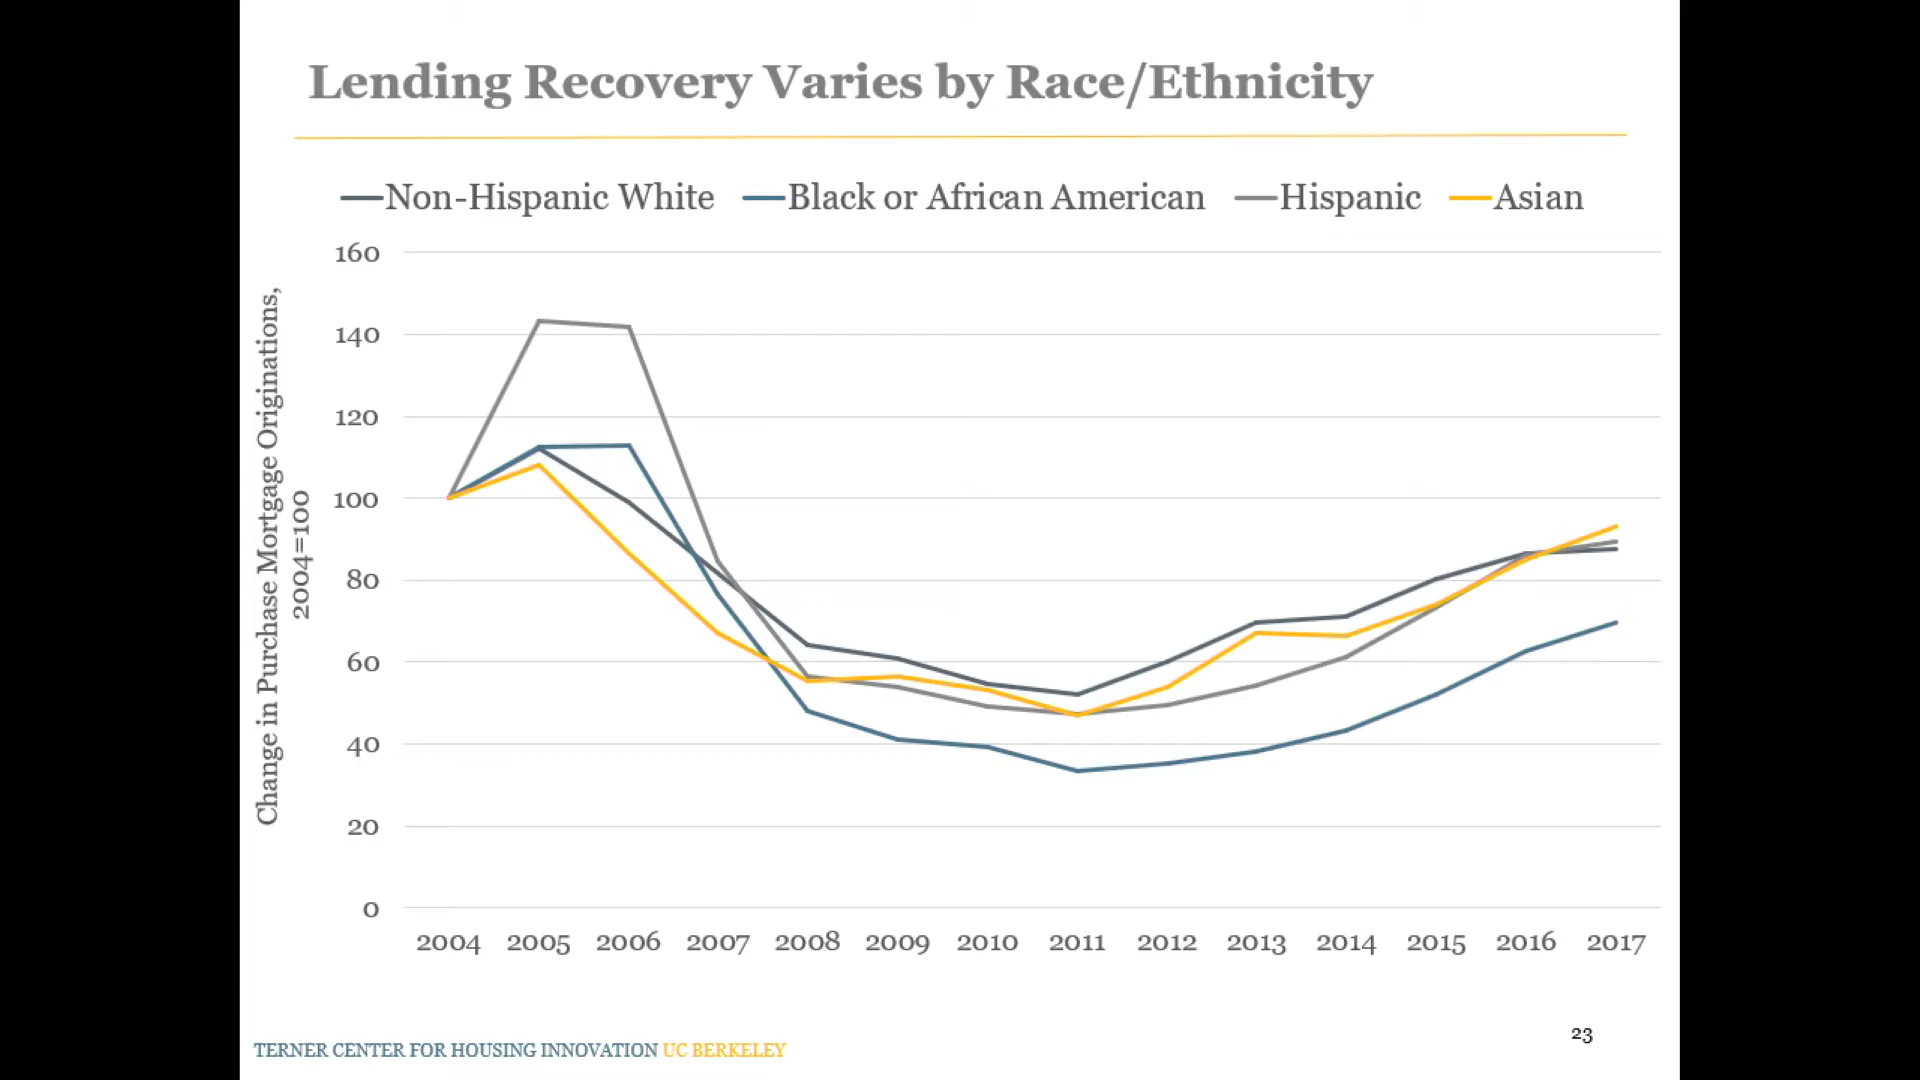 Lending Recovery Varies by Race/Ethnicity
Non-Hispanic White Black or African American Hispanic Asian
Change in Purchase Mortgage Originations,
2004=100
160
140
120
100
80
60
40
20
0
2004 2005 2006 2007 2008 2009 2010 2011 2012 2013 2014 2015 2016 2017
23
TERNER CENTER FOR HOUSING INNOVATION UC BERKELEY